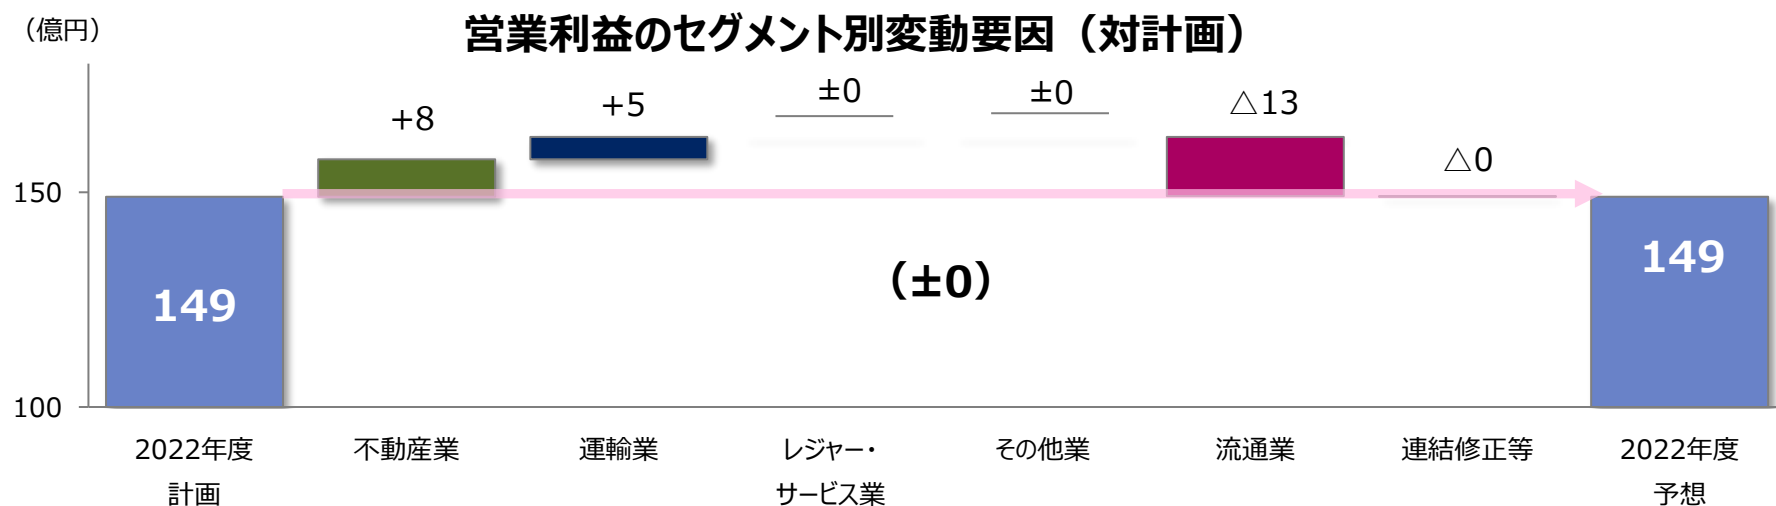 （億円）
営業利益のセグメント別変動要因（対計画）
+8
+5
±0
±0
△13
△0
150
149
（±0）
149
100
2022年度
計画
不動産業
運輸業
レジャー・
サービス業
その他業
流通業
連結修正等
2022年度
予想